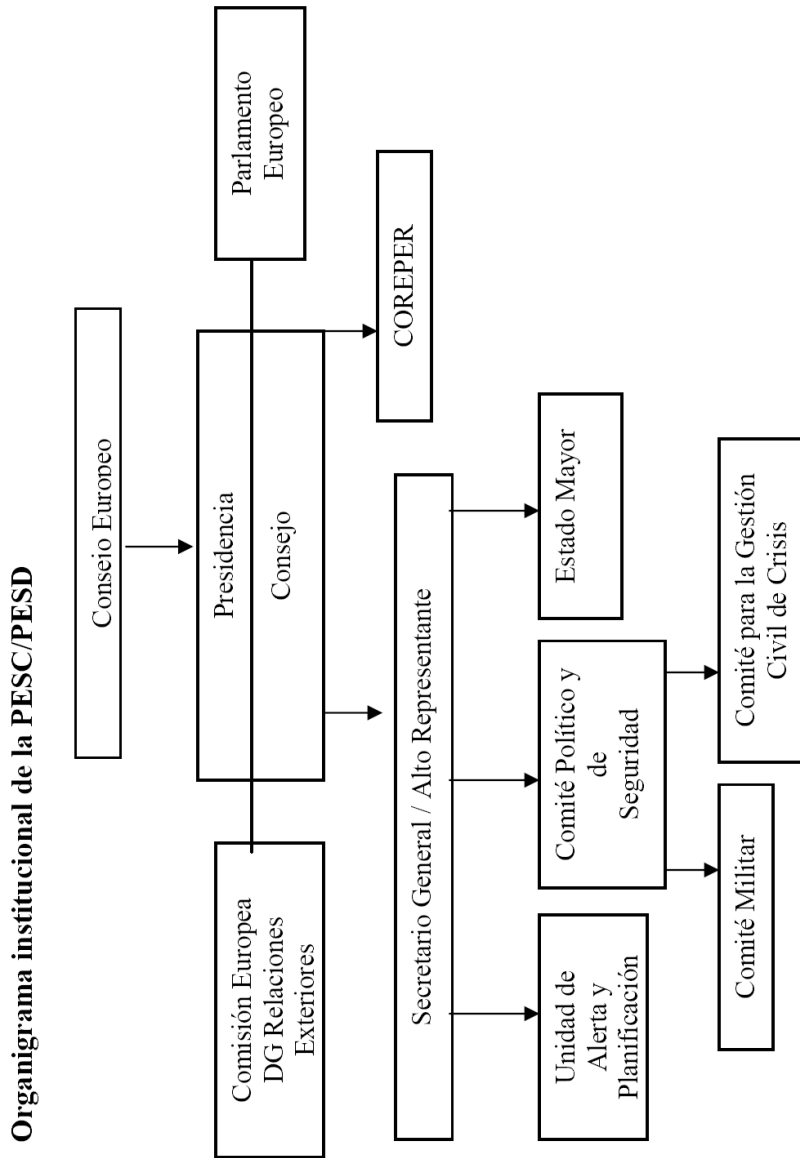 Organigrama institucional de la PESC/PESD
Consejo Europeo
Comisión Europea
DG Relaciones
Exteriores
Presidencia
Consejo
Parlamento
Europeo
Secretario General / Alto Representante
COREPER
Unidad de
Alerta y
Planificación
Comité Político y
de
Seguridad
Estado Mayor
Comité Militar
Comité para la Gestión
Civil de Crisis